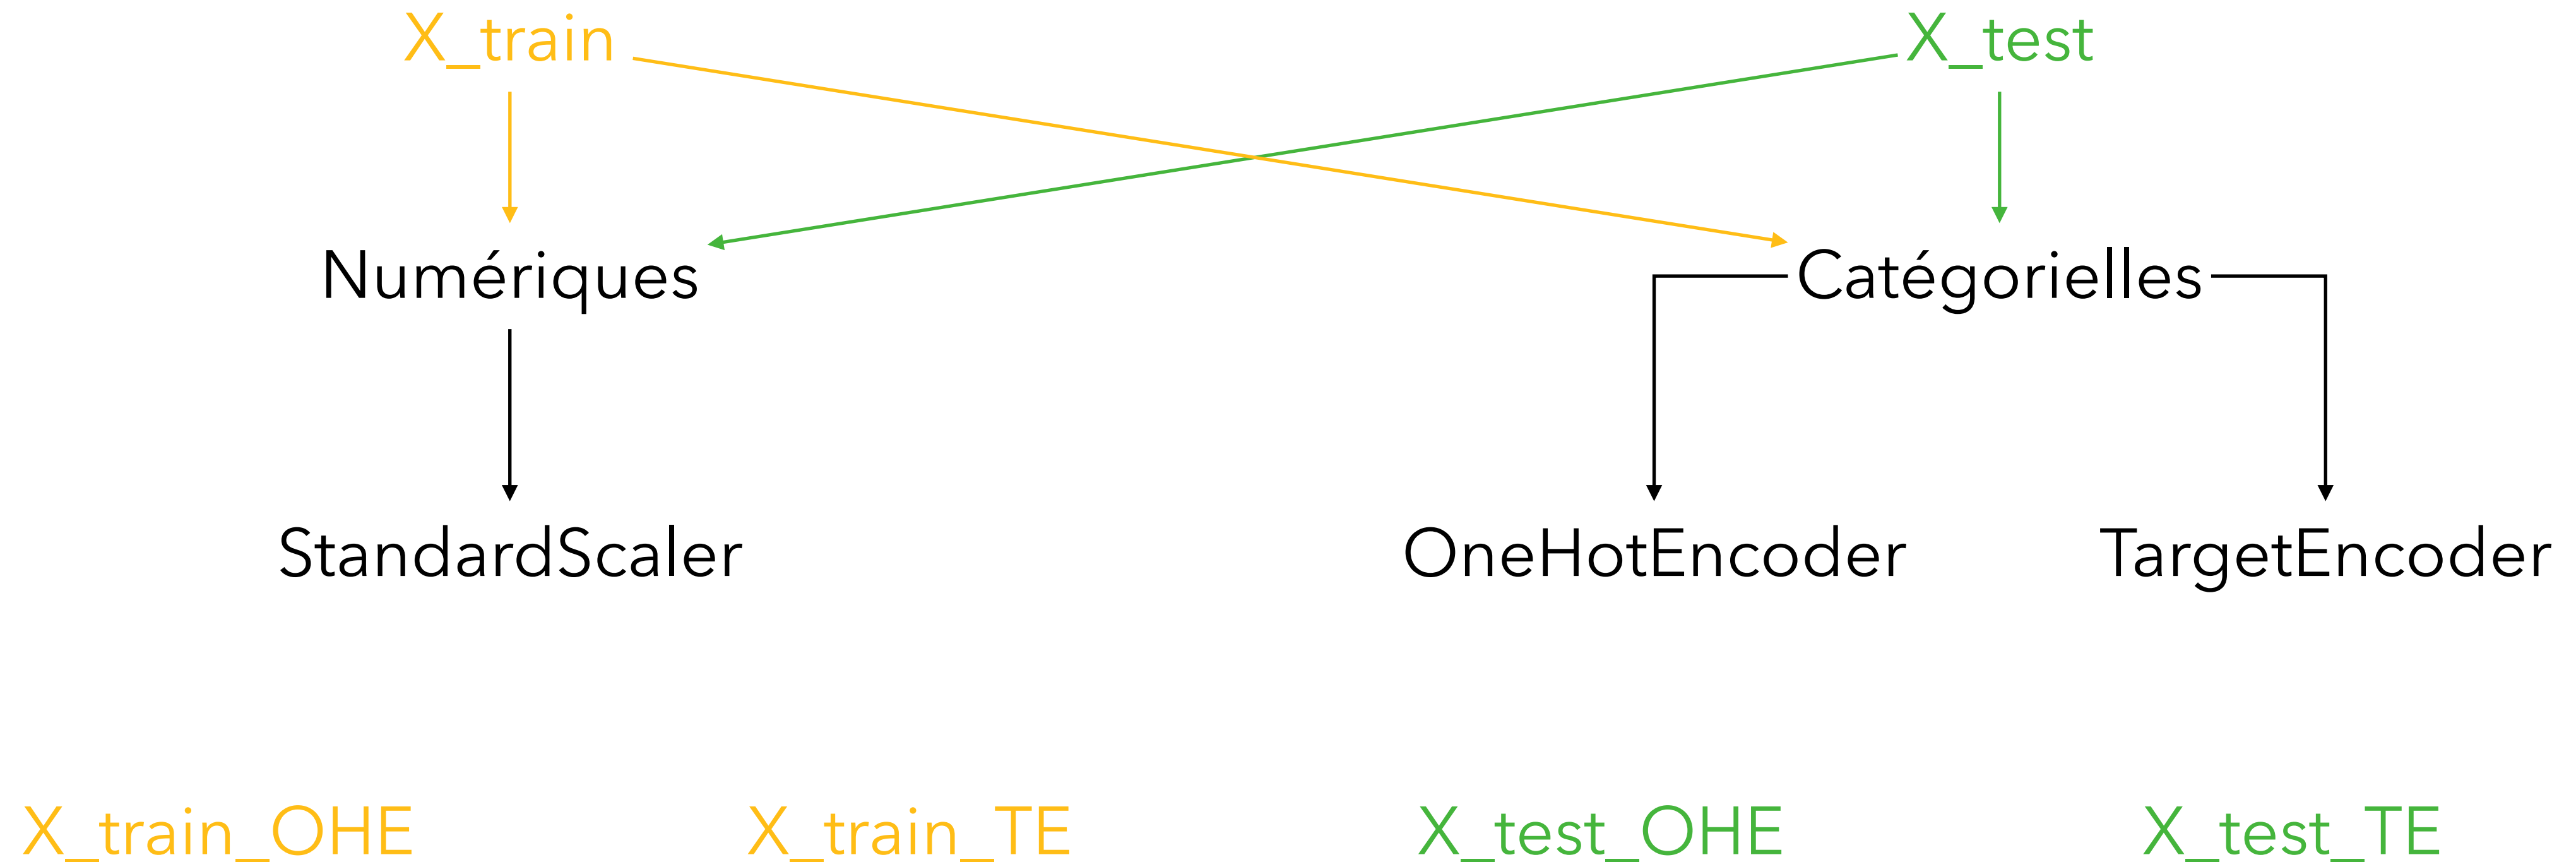 X_train
X_test
Numériques
Catégorielles
StandardScaler
OneHotEncoder
TargetEncoder
X_train_OHE
X_train_TE
X_test_OHE
X_test_TE